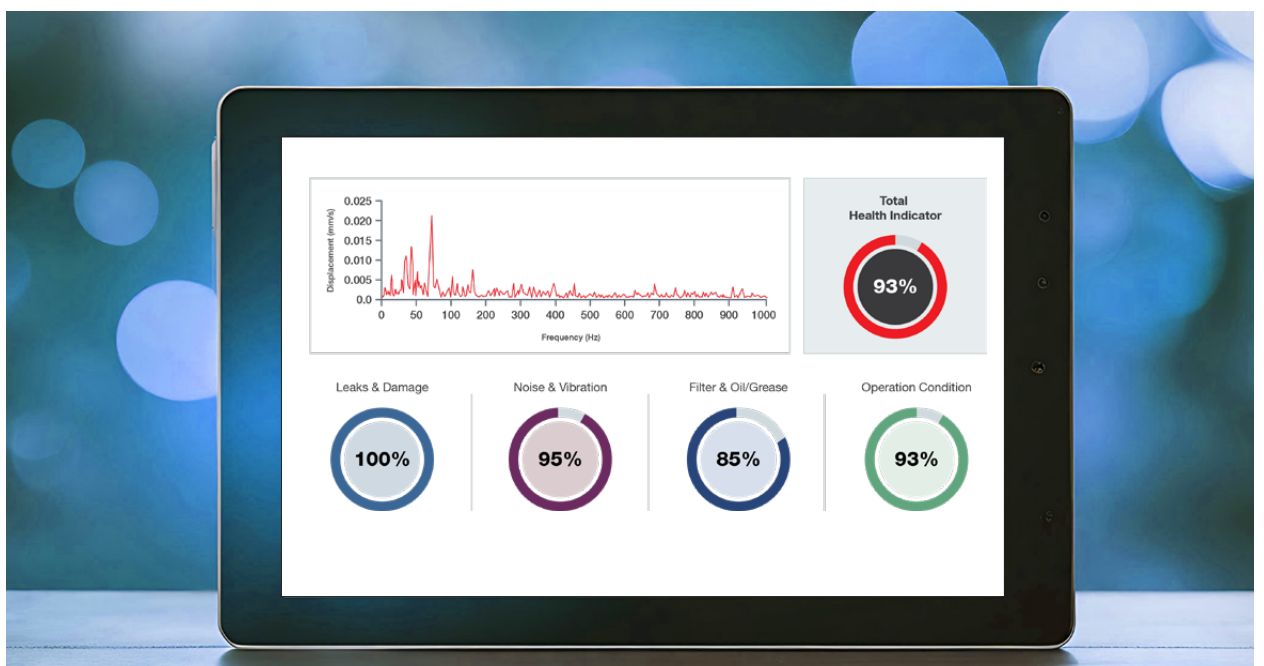 0.025
0.020
0.015
0.010
0.005
0.0
Displacement (mm/s)
0 50 100 200 300 400 500 600 700 800 900 1000
Frequency (Hz)
Total
Health Indicator
93%
Leaks & Damage
Noise & Vibration
Filter & Oil/Grease
Operation Condition
100%
95%
85%
93%